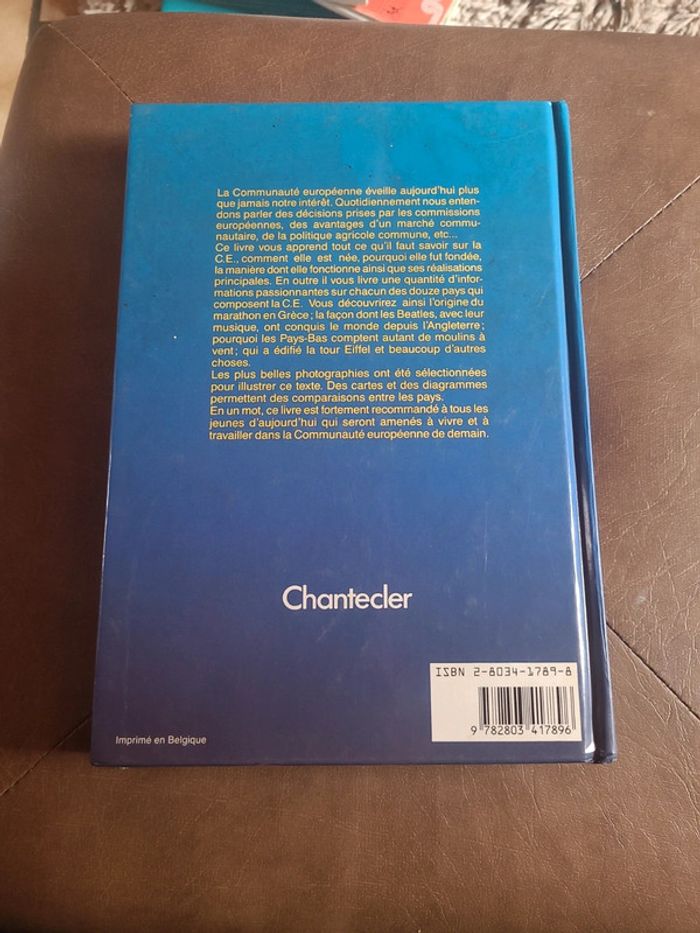 La Communauté européenne éveille aujourd'hui plus
que jamais notre intérêt. Quotidiennement nous enten-
dons parler des décisions prises par les commissions
européennes, des avantages d'un marché commu-
nautaire, de la politique agricole commune, etc...
Ce livre vous apprend tout ce qu'il faut savoir sur la
C.E., comment elle est née, pourquoi elle fut fondée,
la manière dont elle fonctionne ainsi que ses réalisations
principales. En outre il vous livre une quantité d'infor-
mations passionnantes sur chacun des douze pays qui
composent la C.E. Vous découvrirez ainsi l'origine du
marathon en Grèce; la façon dont les Beatles, avec leur
musique, ont conquis le monde depuis l'Angleterre;
pourquoi les Pays-Bas comptent autant de moulins à
vent; qui a édifié la tour Eiffel et beaucoup d'autres
choses.
Les plus belles photographies ont été sélectionnées
pour illustrer ce texte. Des cartes et des diagrammes
permettent des comparaisons entre les pays.
En un mot, ce livre est fortement recommandé à tous les
jeunes d'aujourd'hui qui seront amenés à vivre et à
travailler dans la Communauté européenne de demain.
Chantecler
ISBN 2-8034-1789-8
9 782803 417896
Imprimé en Belgique